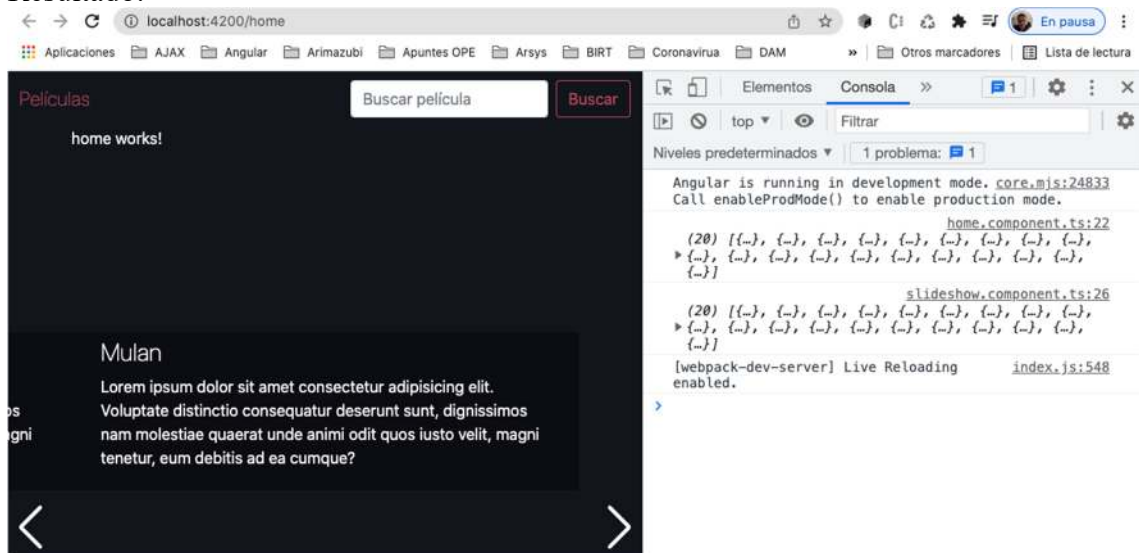 Resultado:
localhost:4200/home
En pausa
Aplicaciones AJAX Angular Arimazubi Apuntes OPE Arsys BIRT Coronavirua DAM » Otros marcadores Lista de lectura
Películas
Buscar película
Buscar
home works!
Mulan
Lorem ipsum dolor sit amet consectetur adipisicing elit.
Voluptate distinctio consequatur deserunt sunt, dignissimos
nam molestiae quaerat unde animi odit quos iusto velit, magni
tenetur, eum debitis ad ea cumque?
os
agni
Elementos Consola » 1
top Filtrar
Niveles predeterminados 1 problema: 1
Angular is running in development mode. core.mjs:24833
Call enableProdMode() to enable production mode.
home.component.ts:22
(20) [{…}, {…}, {…}, {…}, {…}, {…}, {…}, {…}, {…},
{…}, {…}, {…}, {…}, {…}, {…}, {…}, {…}, {…}, {…},
{…}]
slideshow.component.ts:26
(20) [{…}, {…}, {…}, {…}, {…}, {…}, {…}, {…}, {…},
{…}, {…}, {…}, {…}, {…}, {…}, {…}, {…}, {…}, {…},
{…}]
[webpack-dev-server] Live Reloading index.js:548
enabled.
>